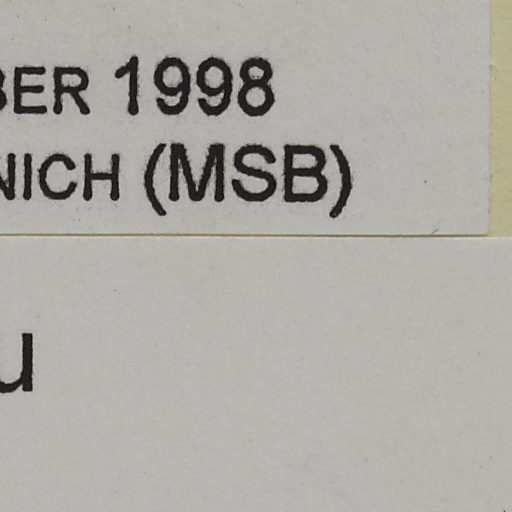 BER 1998
NICH (MSB)
u